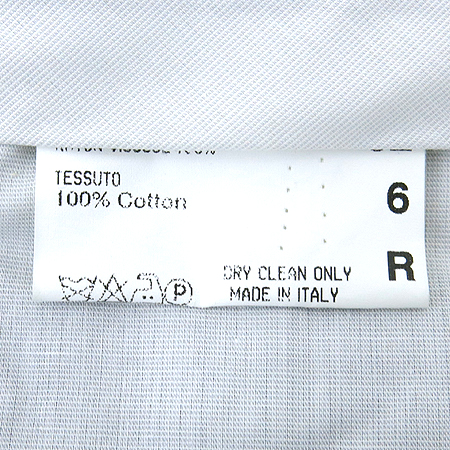 TESSUTO
100% Cotton
6
R
DRY CLEAN ONLY
MADE IN ITALY
P